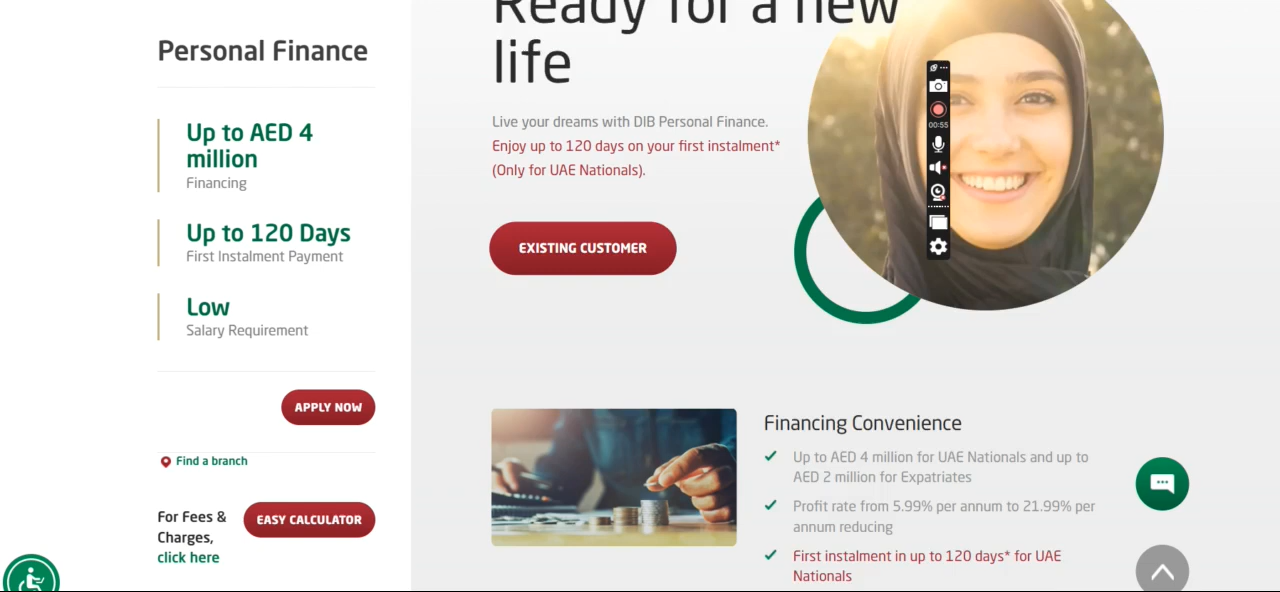 Personal Finance
Up to AED 4
million
Financing
Up to 120 Days
First Instalment Payment
Low
Salary Requirement
APPLY NOW
Find a branch
For Fees &
Charges,
click here
EASY CALCULATOR
Ready for a new
life
Live your dreams with DIB Personal Finance.
Enjoy up to 120 days on your first instalment*
(Only for UAE Nationals).
EXISTING CUSTOMER
00:55
Financing Convenience
Up to AED 4 million for UAE Nationals and up to
AED 2 million for Expatriates
Profit rate from 5.99% per annum to 21.99% per
annum reducing
First instalment in up to 120 days* for UAE
Nationals